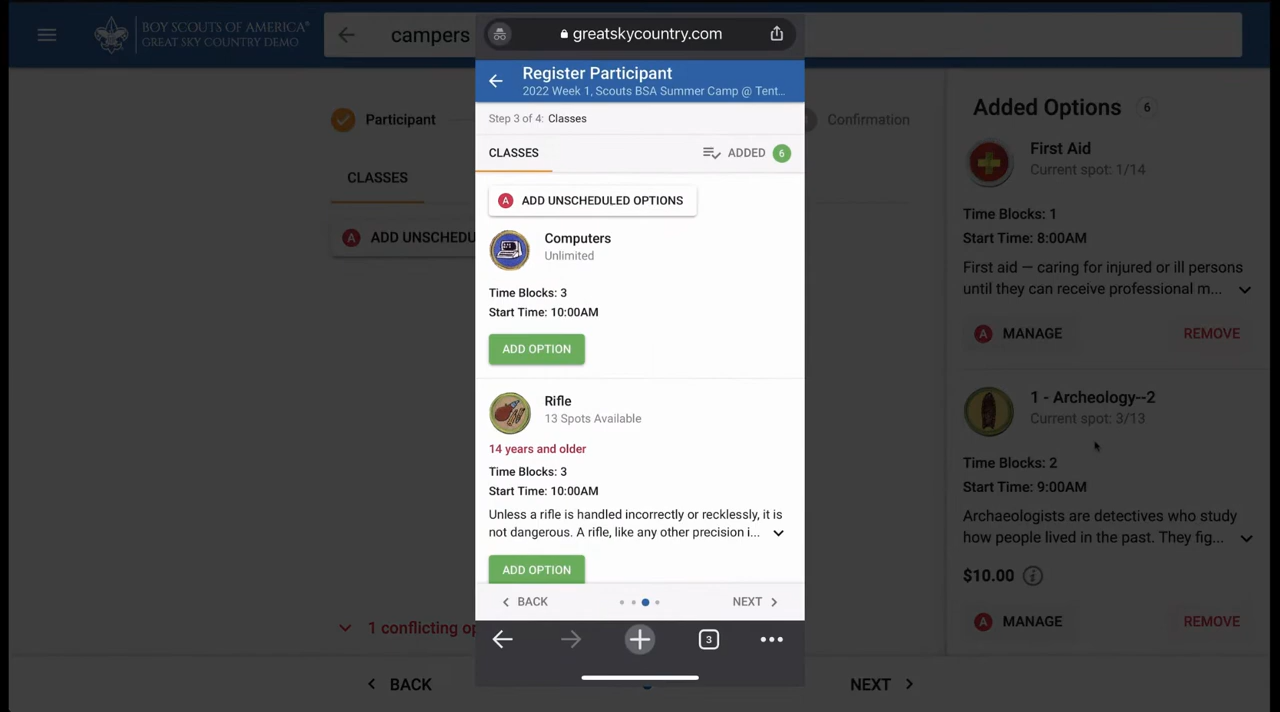 BOY SCOUTS OF AMERICA®
GREAT SKY COUNTRY DEMO
campers
Participant
Confirmation
CLASSES
A ADD UNSCHEDU
1 conflicting op
BACK
NEXT
greatskycountry.com
Register Participant
2022 Week 1, Scouts BSA Summer Camp @ Tent...
Step 3 of 4: Classes
CLASSES
ADDED 6
A ADD UNSCHEDULED OPTIONS
Computers
Unlimited
Time Blocks: 3
Start Time: 10:00AM
ADD OPTION
Rifle
13 Spots Available
14 years and older
Time Blocks: 3
Start Time: 10:00AM
Unless a rifle is handled incorrectly or recklessly, it is
not dangerous. A rifle, like any other precision i...
ADD OPTION
BACK
NEXT
3
Added Options 6
First Aid
Current spot: 1/14
Time Blocks: 1
Start Time: 8:00AM
First aid — caring for injured or ill persons
until they can receive professional m...
A MANAGE
REMOVE
1 - Archeology--2
Current spot: 3/13
Time Blocks: 2
Start Time: 9:00AM
Archaeologists are detectives who study
how people lived in the past. They fig...
$10.00
A MANAGE
REMOVE